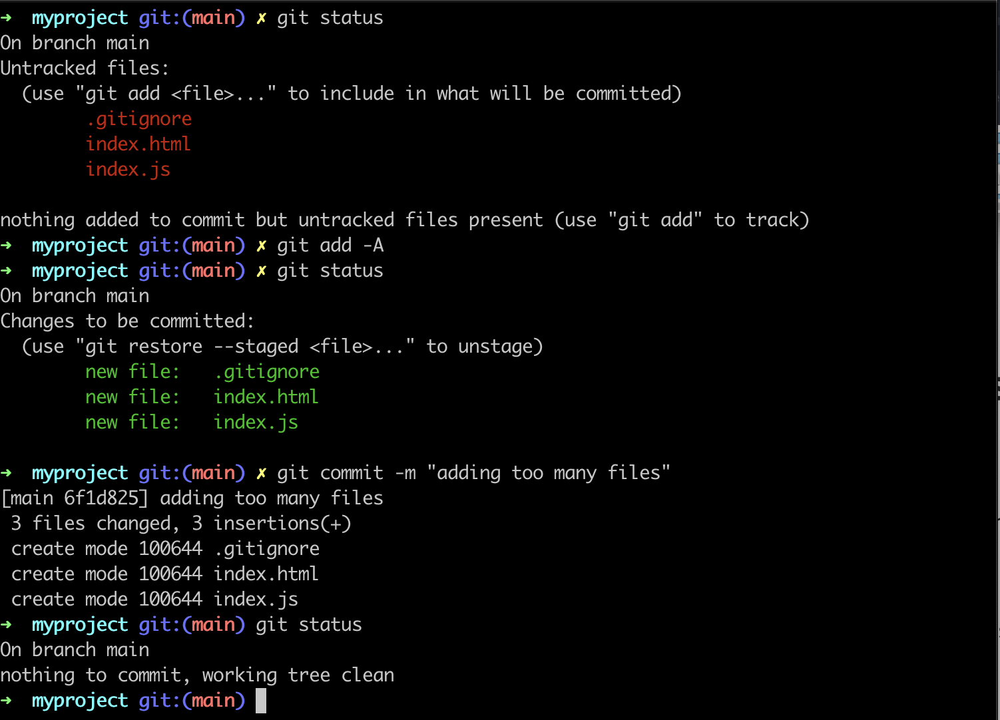 ➜  myproject git:(main) ✗ git status
On branch main
Untracked files:
  (use "git add <file>..." to include in what will be committed)
        .gitignore
        index.html
        index.js

nothing added to commit but untracked files present (use "git add" to track)
➜  myproject git:(main) ✗ git add -A
➜  myproject git:(main) ✗ git status
On branch main
Changes to be committed:
  (use "git restore --staged <file>..." to unstage)
        new file:   .gitignore
        new file:   index.html
        new file:   index.js

➜  myproject git:(main) ✗ git commit -m "adding too many files"
[main 6f1d825] adding too many files
 3 files changed, 3 insertions(+)
 create mode 100644 .gitignore
 create mode 100644 index.html
 create mode 100644 index.js
➜  myproject git:(main) git status
On branch main
nothing to commit, working tree clean
➜  myproject git:(main)